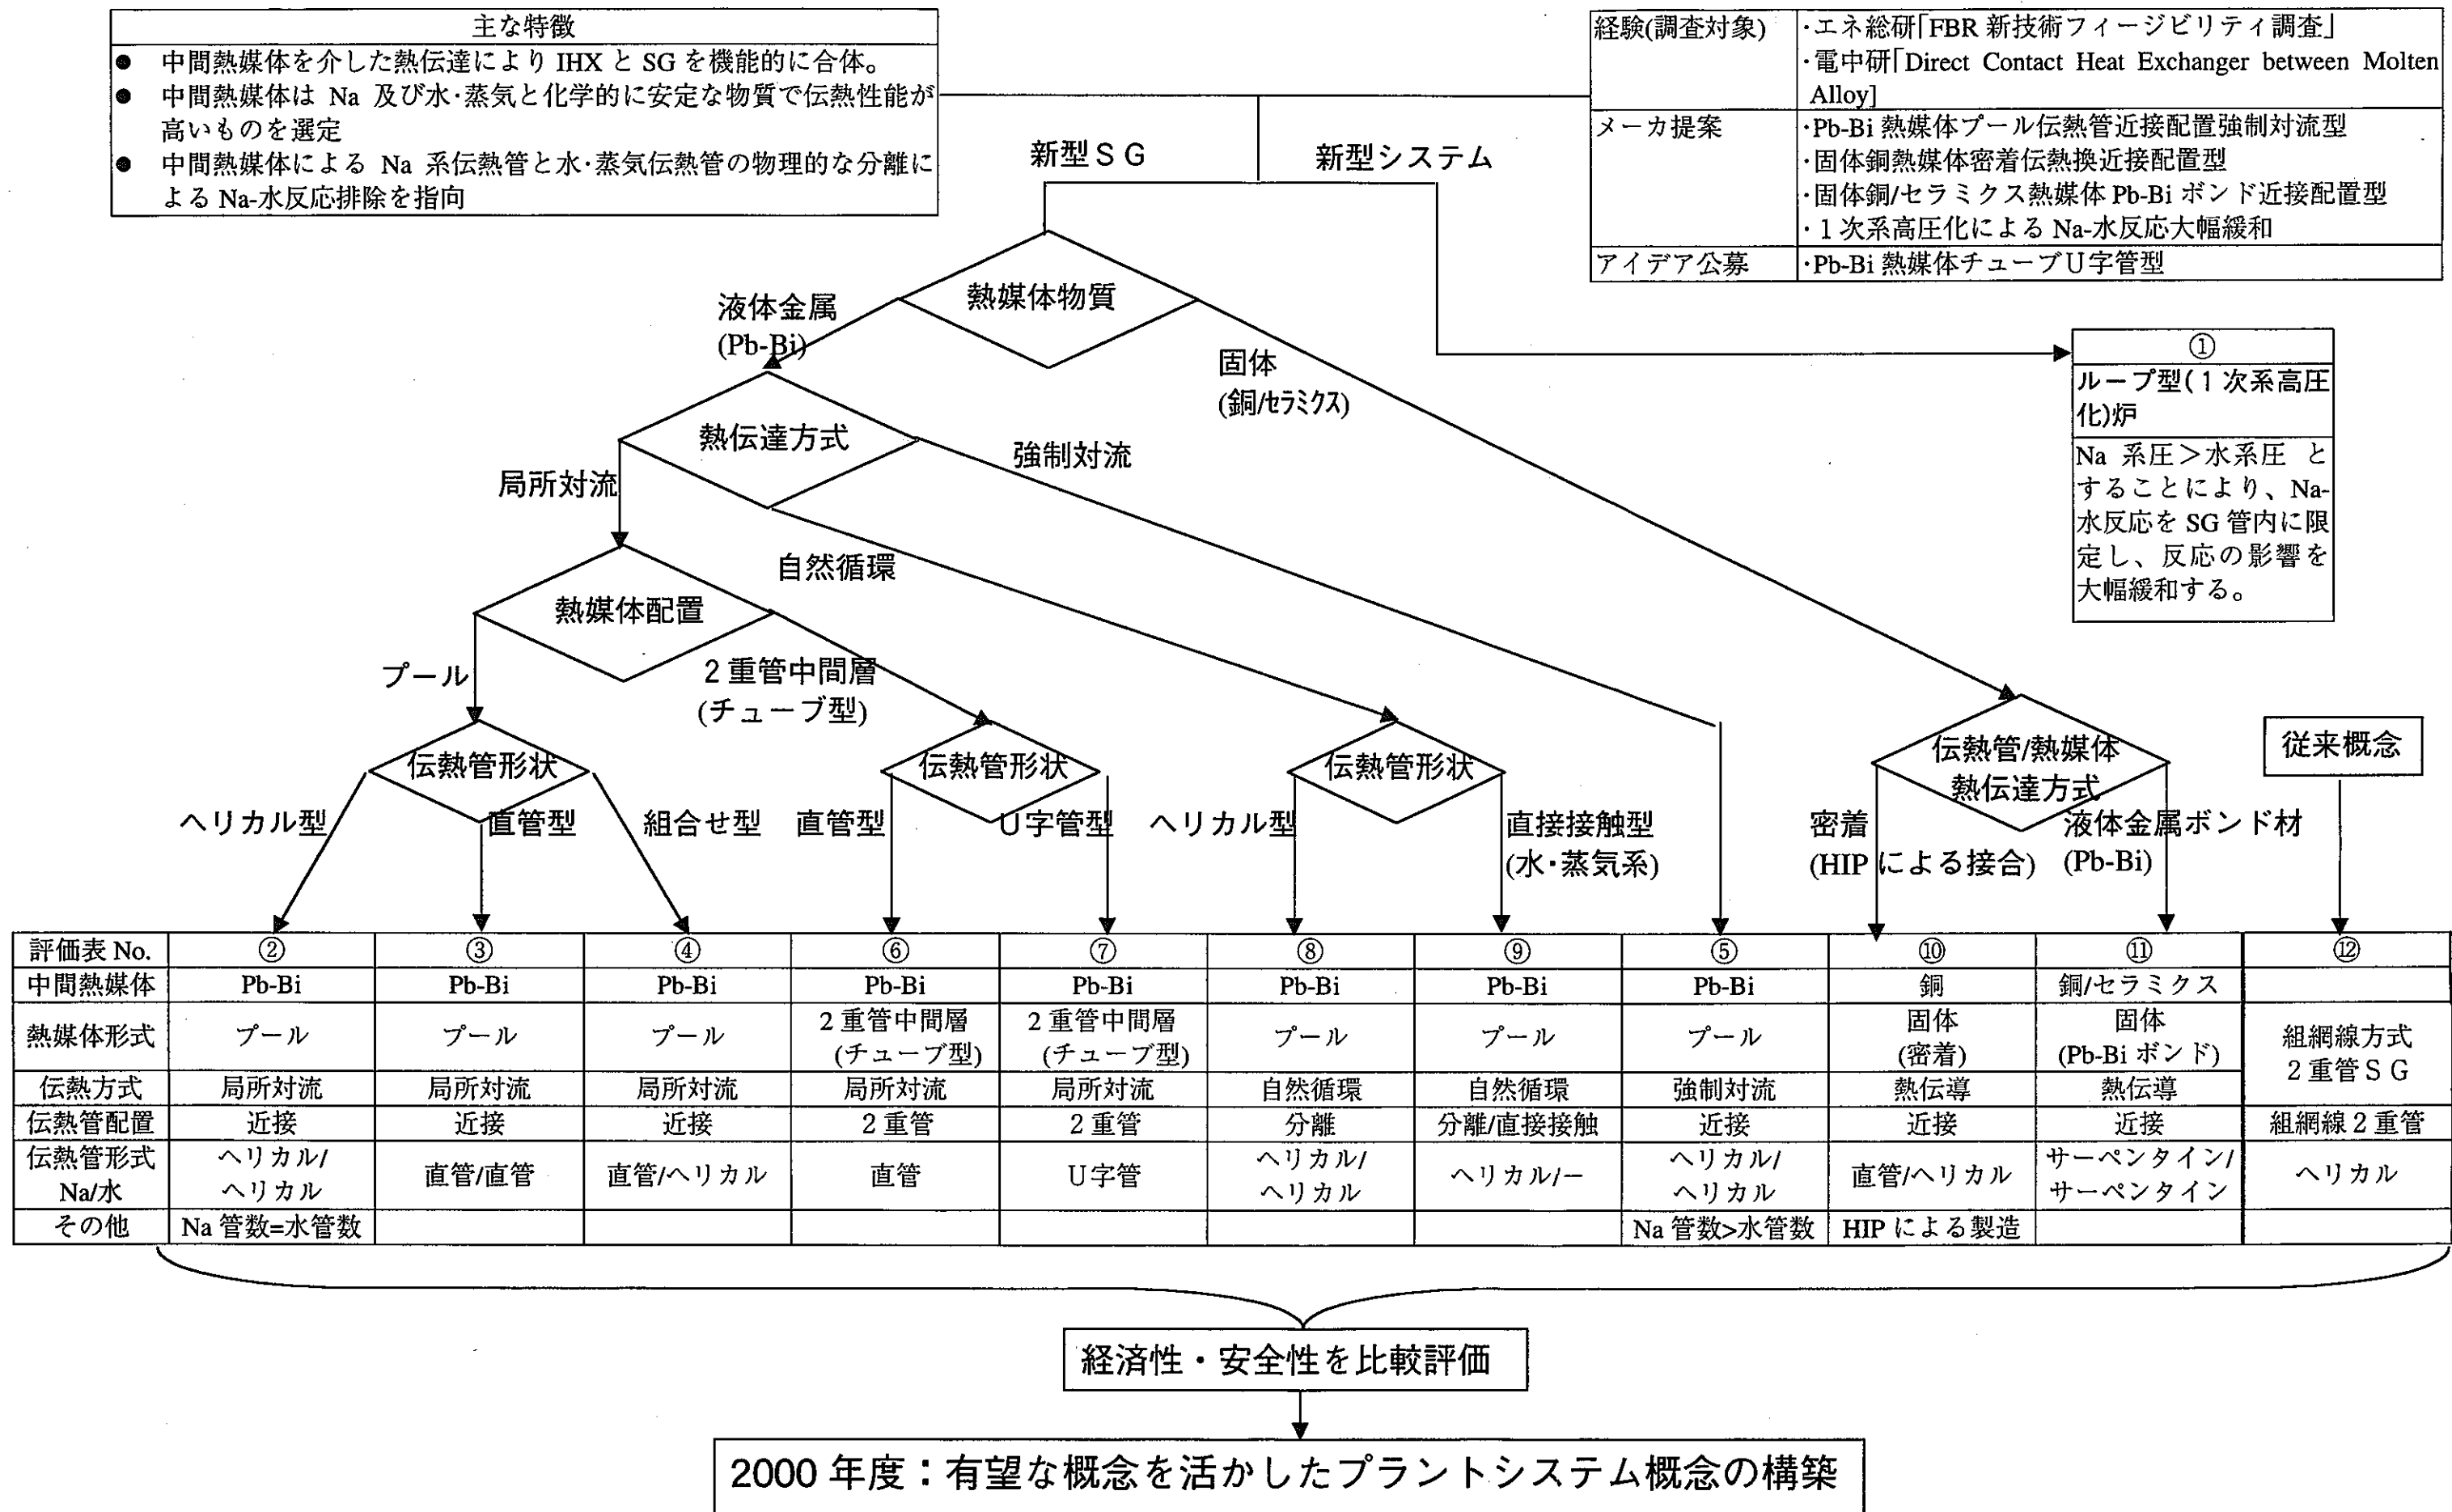 主な特徴
● 中間熱媒体を介した熱伝達により IHX と SG を機能的に合体。
● 中間熱媒体は Na 及び水・蒸気と化学的に安定な物質で伝熱性能が
高いものを選定
● 中間熱媒体による Na 系伝熱管と水・蒸気伝熱管の物理的な分離に
よる Na-水反応排除を指向
経験(調査対象) ・エネ総研「FBR 新技術フィージビリティ調査」
・電中研「Direct Contact Heat Exchanger between Molten
Alloy]
メーカ提案 ・Pb-Bi 熱媒体プール伝熱管近接配置強制対流型
・固体銅熱媒体密着伝熱換近接配置型
・固体銅/セラミクス熱媒体 Pb-Bi ボンド近接配置型
・１次系高圧化による Na-水反応大幅緩和
アイデア公募 ・Pb-Bi 熱媒体チューブＵ字管型
新型ＳＧ 新型システム
熱媒体物質
液体金属
(Pb-Bi)
固体
(銅/セラミクス)
①
ループ型(１次系高圧
化)炉
Na 系圧＞水系圧 と
することにより、Na-
水反応を SG 管内に限
定し、反応の影響を
大幅緩和する。
熱伝達方式
局所対流
強制対流
自然循環
熱媒体配置
プール
２重管中間層
(チューブ型)
伝熱管形状 伝熱管形状 伝熱管形状
伝熱管/熱媒体
熱伝達方式
従来概念
ヘリカル型 直管型 組合せ型 直管型 Ｕ字管型 ヘリカル型
直接接触型
(水・蒸気系)
密着
(HIP による接合)
液体金属ボンド材
(Pb-Bi)
評価表 No. ② ③ ④ ⑥ ⑦ ⑧ ⑨ ⑤ ⑩ ⑪ ⑫
中間熱媒体 Pb-Bi Pb-Bi Pb-Bi Pb-Bi Pb-Bi Pb-Bi Pb-Bi Pb-Bi 銅 銅/セラミクス
熱媒体形式 プール プール プール ２重管中間層 (チューブ型) ２重管中間層 (チューブ型) プール プール プール 固体 (密着) 固体 (Pb-Bi ボンド) 組網線方式 ２重管ＳＧ
伝熱方式 局所対流 局所対流 局所対流 局所対流 局所対流 自然循環 自然循環 強制対流 熱伝導 熱伝導
伝熱管配置 近接 近接 近接 ２重管 ２重管 分離 分離/直接接触 近接 近接 近接 組網線２重管
伝熱管形式 Na/水 ヘリカル/ ヘリカル 直管/直管 直管/ヘリカル 直管 Ｕ字管 ヘリカル/ ヘリカル ヘリカル/ー ヘリカル/ ヘリカル 直管/ヘリカル サーペンタイン/ サーペンタイン ヘリカル
その他 Na 管数=水管数 Na 管数>水管数 HIP による製造
経済性・安全性を比較評価
2000 年度：有望な概念を活かしたプラントシステム概念の構築